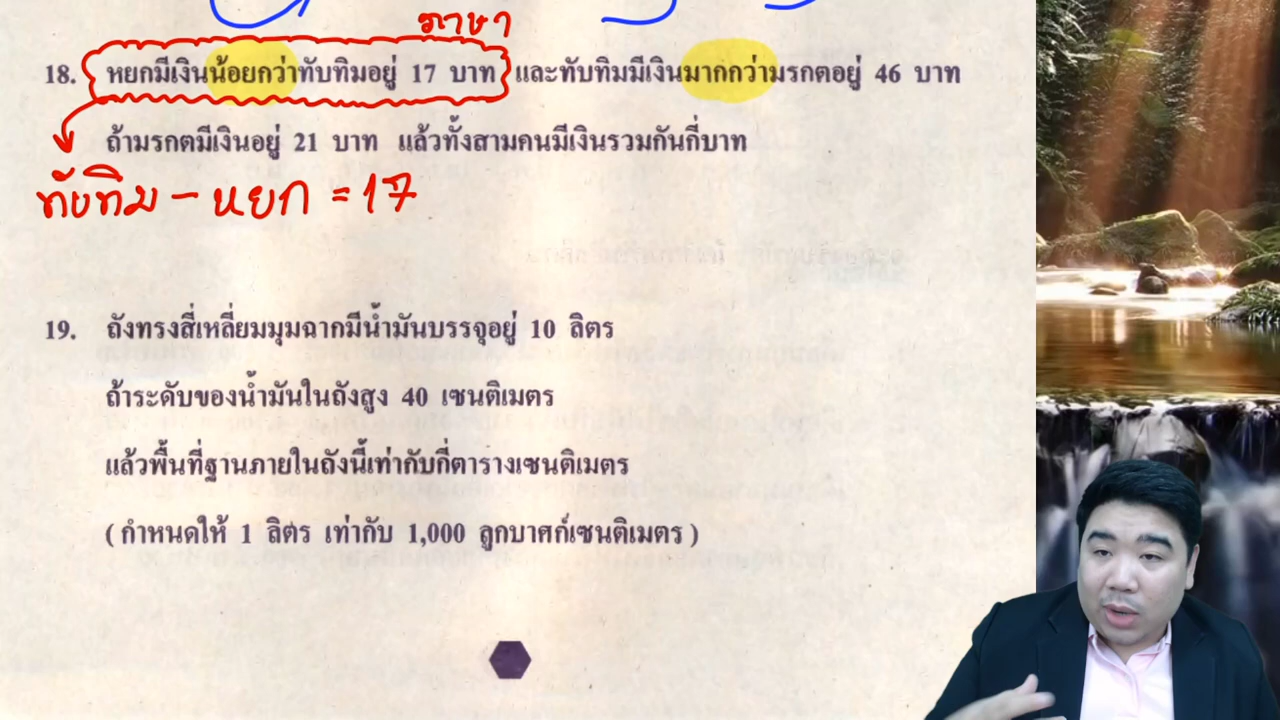 ภาษา
18. หยกมีเงินน้อยกว่าทับทิมอยู่ 17 บาท และทับทิมมีเงินมากกว่ามรกตอยู่ 46 บาท
ถ้ามรกตมีเงินอยู่ 21 บาท แล้วทั้งสามคนมีเงินรวมกันกี่บาท
ทับทิม - หยก = 17
19. ถังทรงสี่เหลี่ยมมุมฉากมีน้ำมันบรรจุอยู่ 10 ลิตร
ถ้าระดับของน้ำมันในถังสูง 40 เซนติเมตร
แล้วพื้นที่ฐานภายในถังนี้เท่ากับกี่ตารางเซนติเมตร
( กำหนดให้ 1 ลิตร เท่ากับ 1,000 ลูกบาศก์เซนติเมตร )